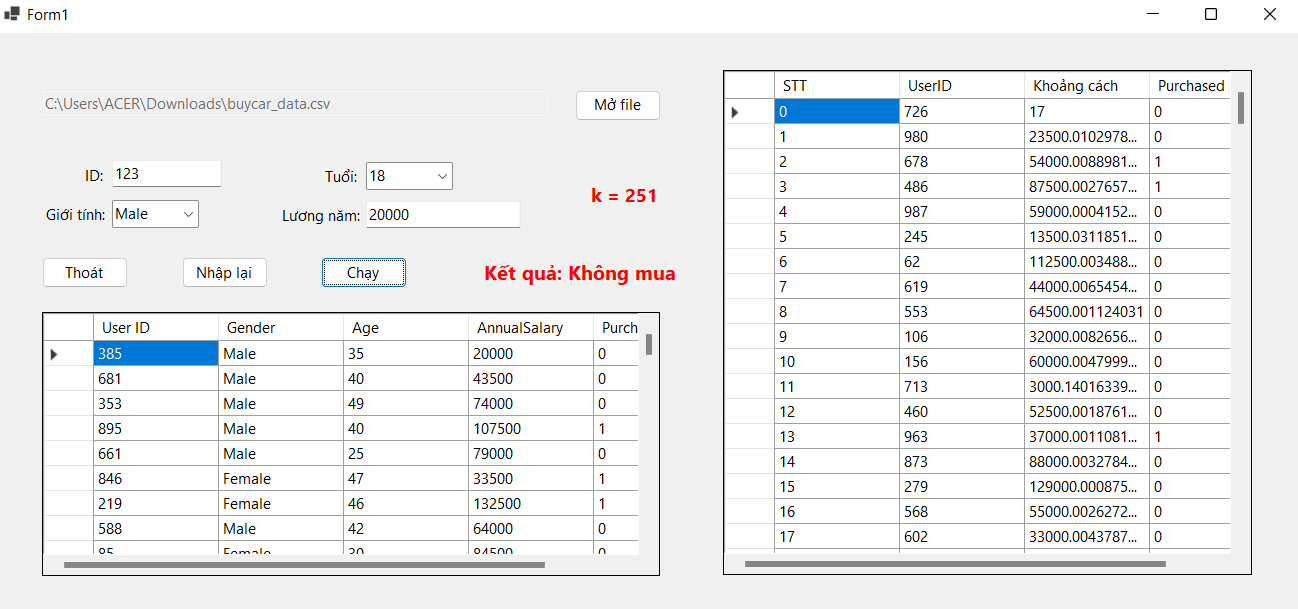 Form1
C:\Users\ACER\Downloads\buycar_data.csv
Mở file
ID: 123
Tuổi: 18
Giới tính: Male
Lương năm: 20000
k = 251
Thoát
Nhập lại
Chạy
Kết quả: Không mua
User ID Gender Age AnnualSalary Purch
385 Male 35 20000 0
681 Male 40 43500 0
353 Male 49 74000 0
895 Male 40 107500 1
661 Male 25 79000 0
846 Female 47 33500 1
219 Female 46 132500 1
588 Male 42 64000 0
85 Female 30 84500 0
STT UserID Khoảng cách Purchased
0 726 17 0
1 980 23500.0102978... 0
2 678 54000.0088981... 1
3 486 87500.0027657... 1
4 987 59000.0004152... 0
5 245 13500.0311851... 0
6 62 112500.003488... 0
7 619 44000.0065454... 0
8 553 64500.001124031 0
9 106 32000.0082656... 0
10 156 60000.0047999... 0
11 713 3000.14016339... 0
12 460 52500.0018761... 0
13 963 37000.0011081... 1
14 873 88000.0032784... 0
15 279 129000.000875... 0
16 568 55000.0026272... 0
17 602 33000.0043787... 0